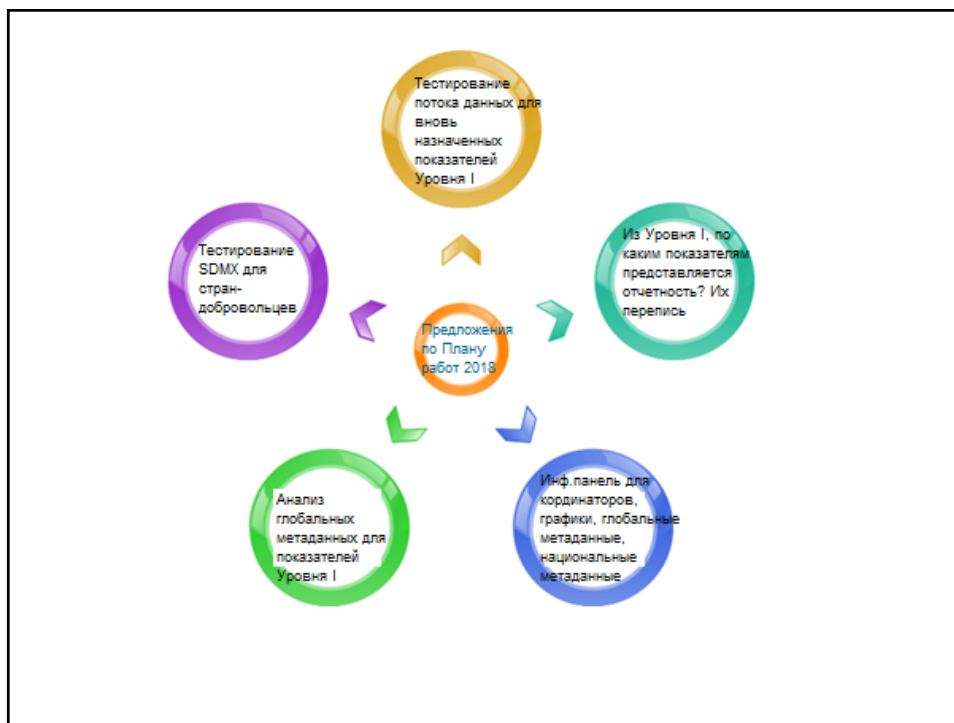 Тестирование
потока данных для
вновь
назначенных
показателей
Уровня I
Тестирование
SDMX для
стран-
добровольцев
Из Уровня I, по
каким показателям
представляется
отчетность? Их
перепись
Предложения
по Плану
работ 2018
Анализ
глобальных
метаданных для
показателей
Уровня I
Инф.панель для
кординаторов,
графики, глобальные
метаданные,
национальные
метаданные